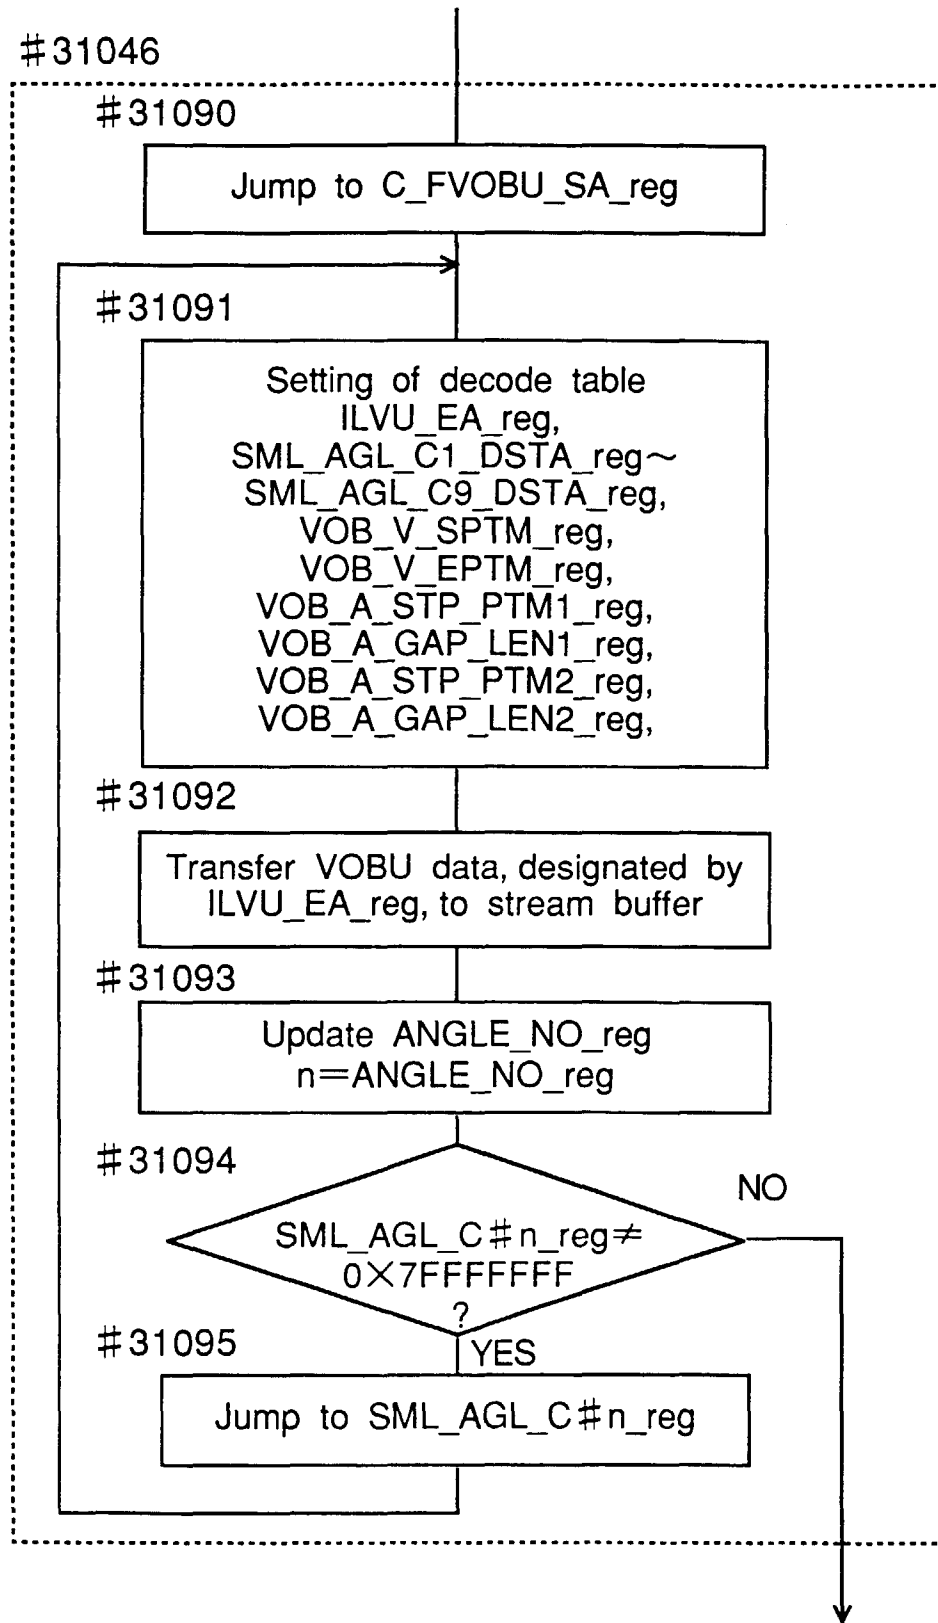 #31046
#31090
Jump to C_FVOBU_SA_reg
#31091
Setting of decode table
ILVU_EA_reg,
SML_AGL_C1_DSTA_reg~
SML_AGL_C9_DSTA_reg,
VOB_V_SPTM_reg,
VOB_V_EPTM_reg,
VOB_A_STP_PTM1_reg,
VOB_A_GAP_LEN1_reg,
VOB_A_STP_PTM2_reg,
VOB_A_GAP_LEN2_reg,
#31092
Transfer VOBU data, designated by
ILVU_EA_reg, to stream buffer
#31093
Update ANGLE_NO_reg
n=ANGLE_NO_reg
#31094
NO
SML_AGL_C#n_reg≠
0×7FFFFFFF
?
#31095
YES
Jump to SML_AGL_C#n_reg